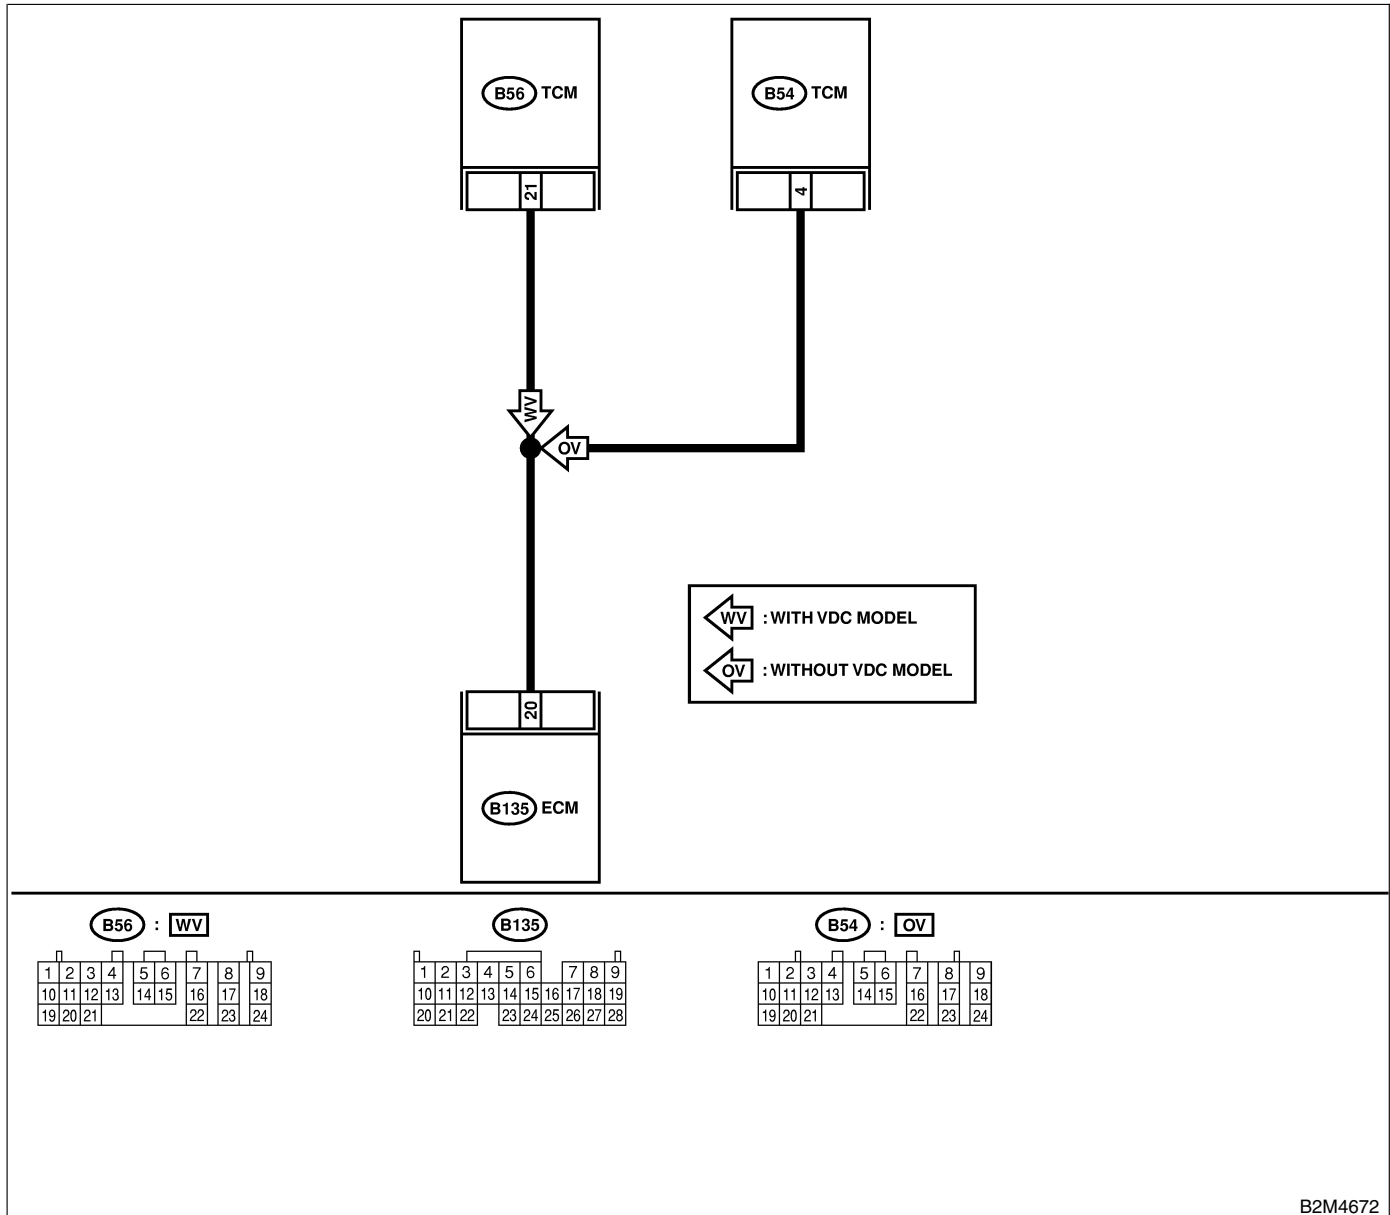 B56 TCM
B54 TCM
21
4
WV
OV
WV : WITH VDC MODEL
OV : WITHOUT VDC MODEL
20
B135 ECM
B56 : WV
B135
B54 : OV
1 2 3 4 5 6 7 8 9
10 11 12 13 14 15 16 17 18
19 20 21 22 23 24
1 2 3 4 5 6 7 8 9
10 11 12 13 14 15 16 17 18 19
20 21 22 23 24 25 26 27 28
1 2 3 4 5 6 7 8 9
10 11 12 13 14 15 16 17 18
19 20 21 22 23 24
B2M4672